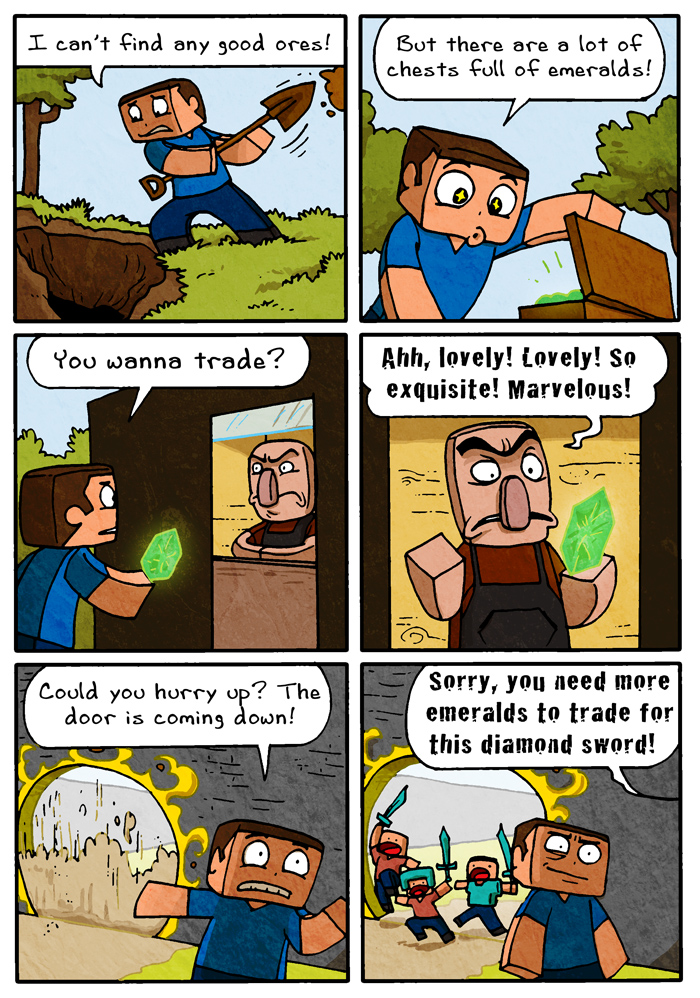 I can't find any good ores!
But there are a lot of
chests full of emeralds!
You wanna trade?
Ahh, lovely! Lovely! So
exquisite! Marvelous!
Could you hurry up? The
door is coming down!
Sorry, you need more
emeralds to trade for
this diamond sword!